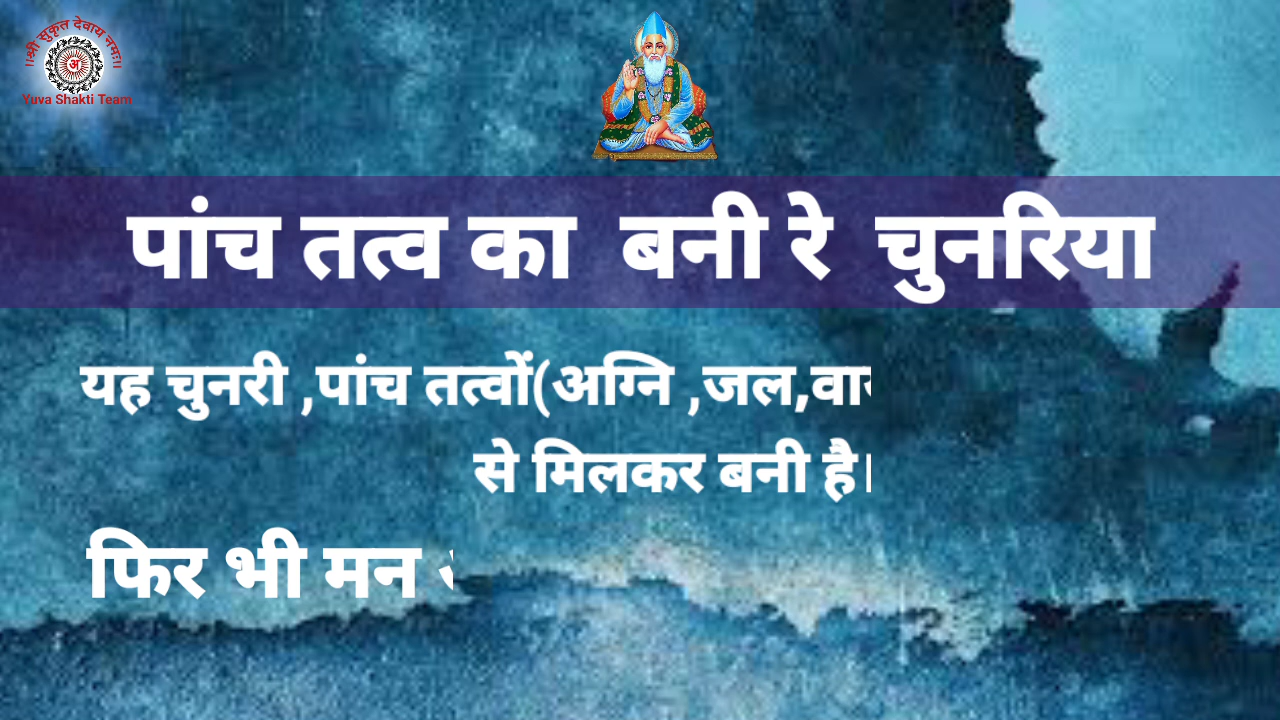 ॥श्री सुकृत देवाय नमः॥
अ
Yuva Shakti Team
पांच तत्व का बनी रे चुनरिया
यह चुनरी ,पांच तत्वों(अग्नि ,जल,
से मिलकर बनी है।
फिर भी मन